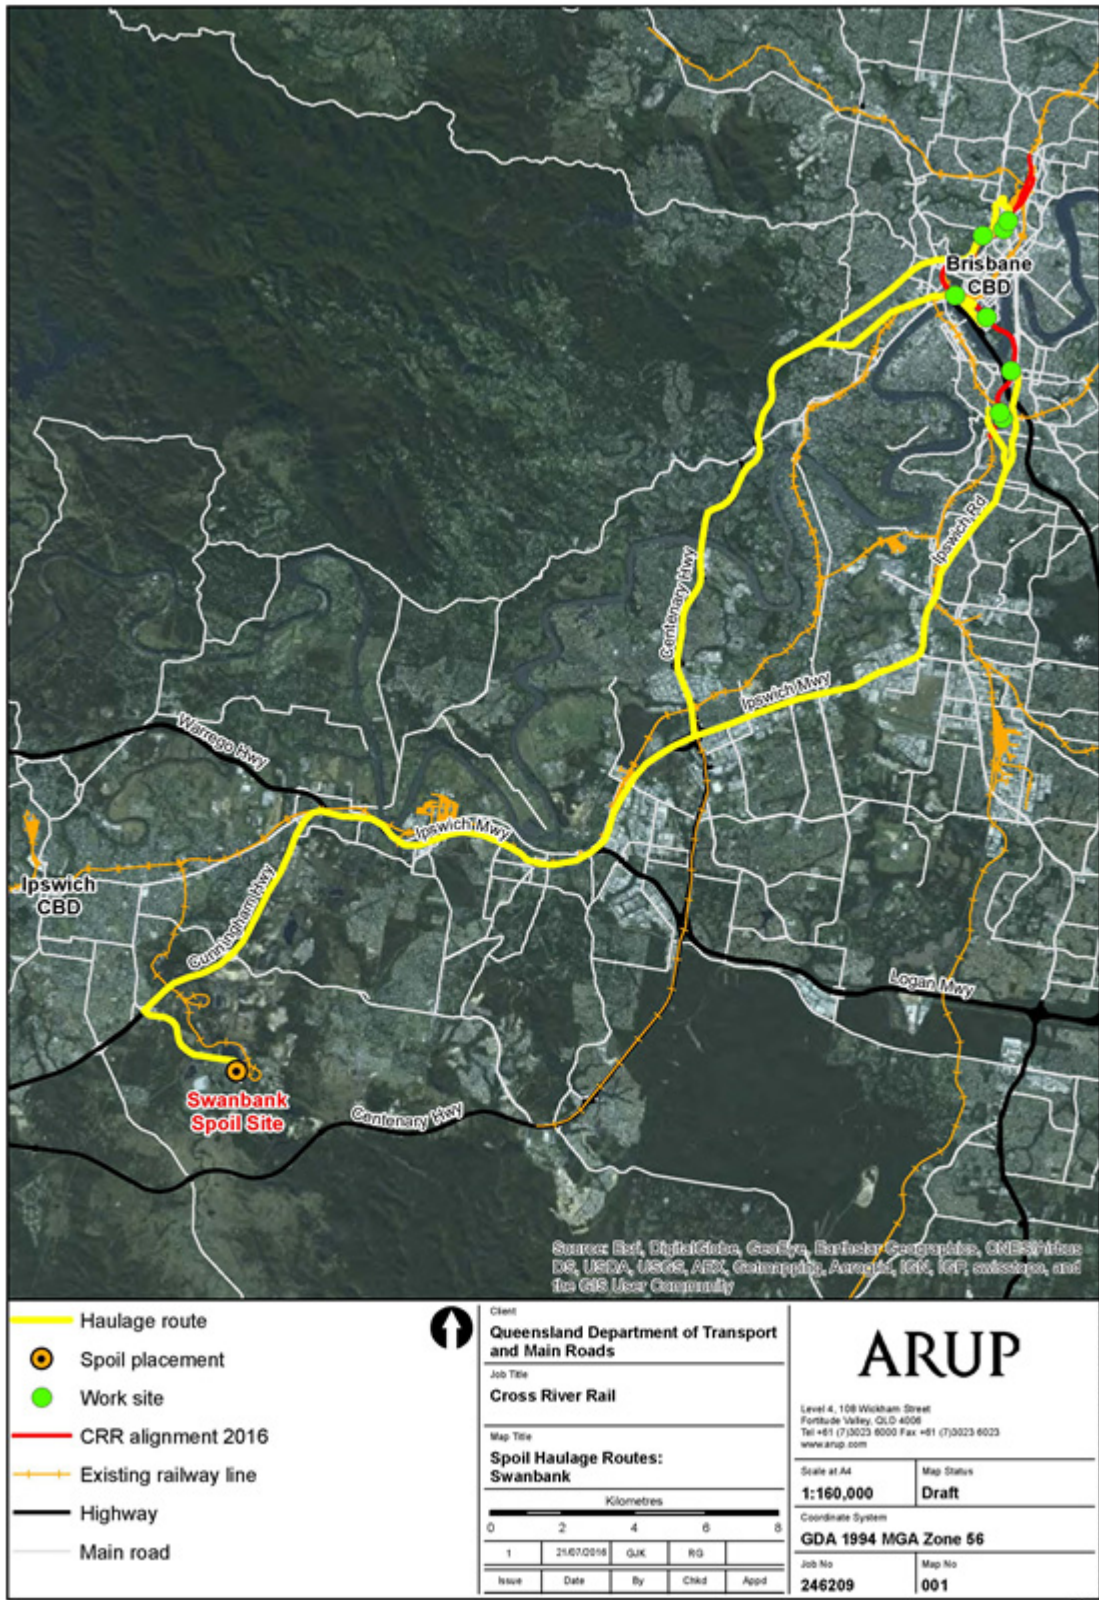 Brisbane
CBD
Ipswich Rd
Centenary Hwy
Ipswich Mwy
Warrego Hwy
Ipswich Mwy
Ipswich
CBD
Cunningham Hwy
Logan Mwy
Swanbank
Spoil Site
Centenary Hwy
Source: Esri, DigitalGlobe, GeoEye, Earthstar Geographics, CNES/Airbus
DS, USDA, USGS, AEX, Getmapping, Aerogrid, IGN, IGP, swisstopo, and
the GIS User Community
Haulage route
Spoil placement
Work site
CRR alignment 2016
Existing railway line
Highway
Main road
Client
Queensland Department of Transport
and Main Roads
Job Title
Cross River Rail
Map Title
Spoil Haulage Routes:
Swanbank
Kilometres
0 2 4 6 8
1 21/07/2016 GJK RG
Issue Date By Chkd Appd
ARUP
Level 4, 108 Wickham Street
Fortitude Valley, QLD 4006
Tel +61 (7)3023 6000 Fax +61 (7)3023 6023
www.arup.com
Scale at A4 Map Status
1:160,000 Draft
Coordinate System
GDA 1994 MGA Zone 56
Job No Map No
246209 001